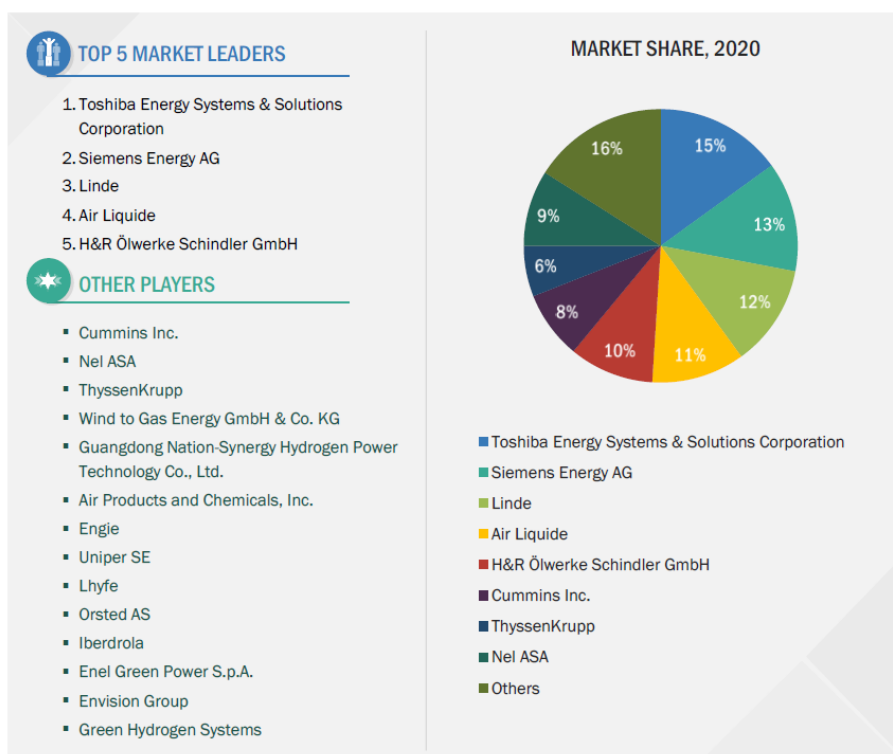 TOP 5 MARKET LEADERS
1. Toshiba Energy Systems & Solutions
Corporation
2. Siemens Energy AG
3. Linde
4. Air Liquide
5. H&R Ölwerke Schindler GmbH
OTHER PLAYERS
▪ Cummins Inc.
▪ Nel ASA
▪ ThyssenKrupp
▪ Wind to Gas Energy GmbH & Co. KG
▪ Guangdong Nation-Synergy Hydrogen Power
Technology Co., Ltd.
▪ Air Products and Chemicals, Inc.
▪ Engie
▪ Uniper SE
▪ Lhyfe
▪ Orsted AS
▪ Iberdrola
▪ Enel Green Power S.p.A.
▪ Envision Group
▪ Green Hydrogen Systems
MARKET SHARE, 2020
15%
13%
12%
11%
10%
8%
6%
9%
16%
Toshiba Energy Systems & Solutions Corporation
Siemens Energy AG
Linde
Air Liquide
H&R Ölwerke Schindler GmbH
Cummins Inc.
ThyssenKrupp
Nel ASA
Others